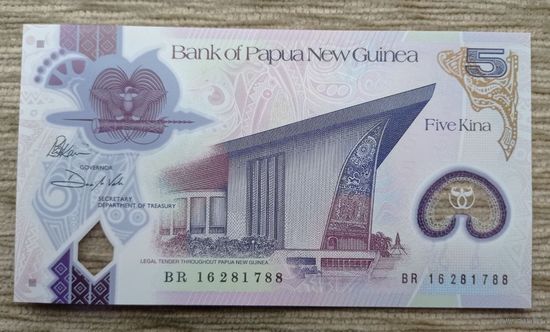 Bank of Papua New Guinea
5
Five Kina
GOVERNOR
SECRETARY
DEPARTMENT OF TREASURY
LEGAL TENDER THROUGHOUT PAPUA NEW GUINEA
BR 16281788
BR 16281788